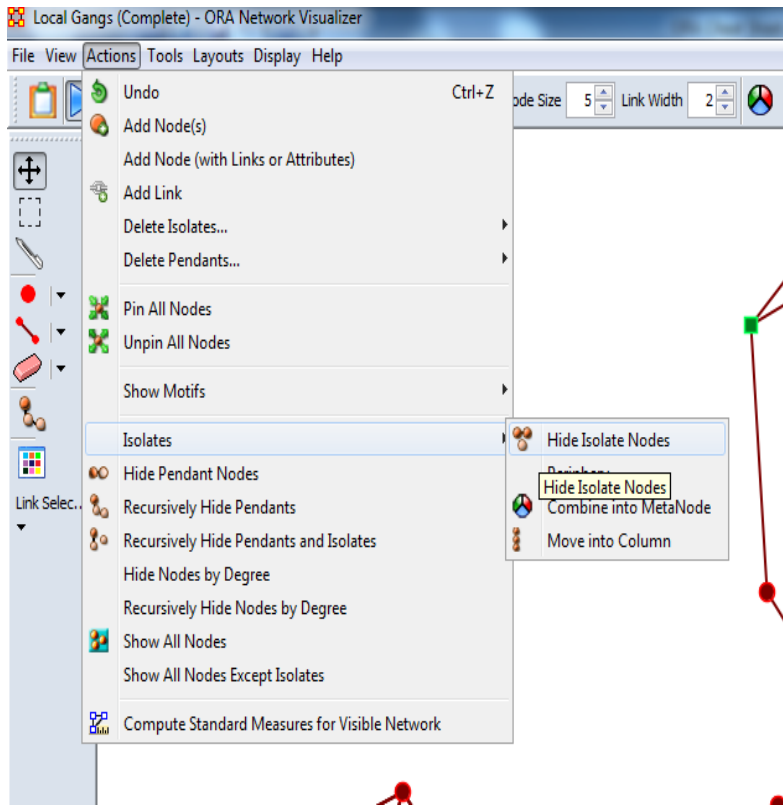 Local Gangs (Complete) - ORA Network Visualizer
File View Actions Tools Layouts Display Help
Size 5 Link Width 2
Undo Ctrl+Z
Add Node(s)
Add Node (with Links or Attributes)
Add Link
Delete Isolates...
Delete Pendants...
Pin All Nodes
Unpin All Nodes
Show Motifs
Isolates
Hide Isolate Nodes
Hide Pendant Nodes
Hide Isolate Nodes
Recursively Hide Pendants
Combine into MetaNode
Recursively Hide Pendants and Isolates
Move into Column
Hide Nodes by Degree
Recursively Hide Nodes by Degree
Show All Nodes
Show All Nodes Except Isolates
Compute Standard Measures for Visible Network
Link Selec...